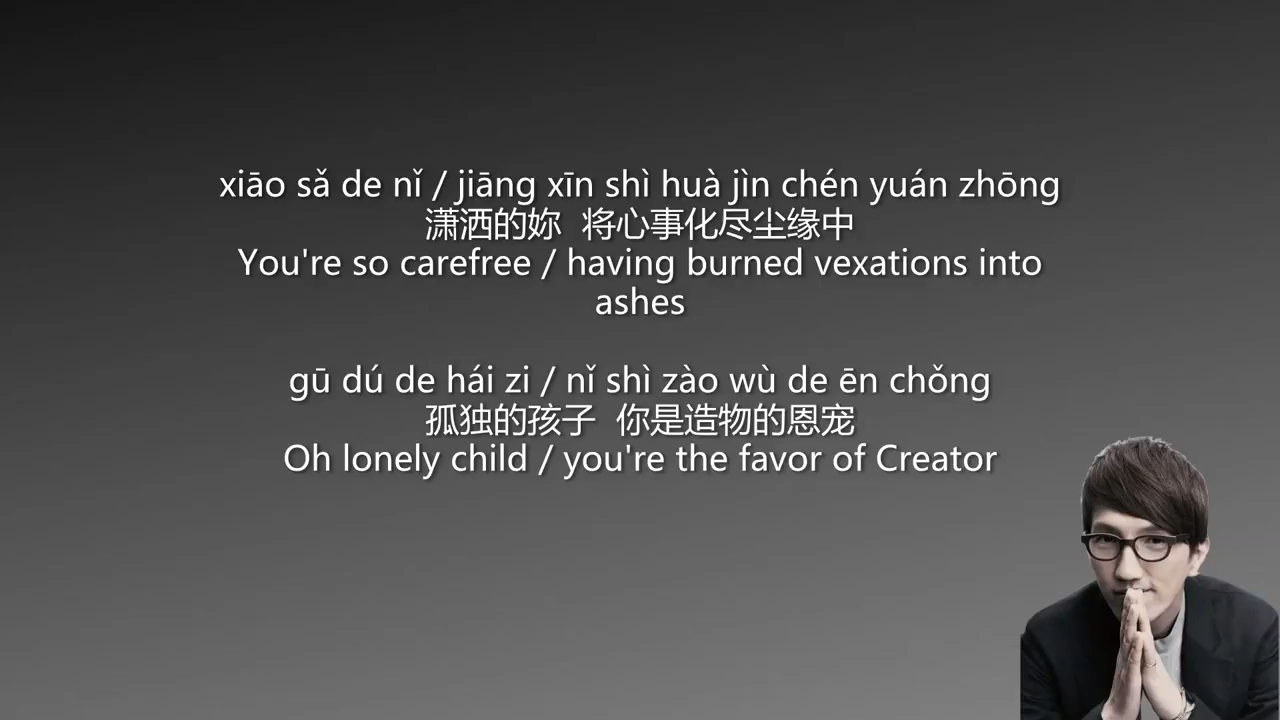 xiāo sǎ de nǐ / jiāng xīn shì huà jìn chén yuán zhōng
潇洒的妳 将心事化尽尘缘中
You're so carefree / having burned vexations into
ashes
gū dú de hái zi / nǐ shì zào wù de ēn chǒng
孤独的孩子 你是造物的恩宠
Oh lonely child / you're the favor of Creator